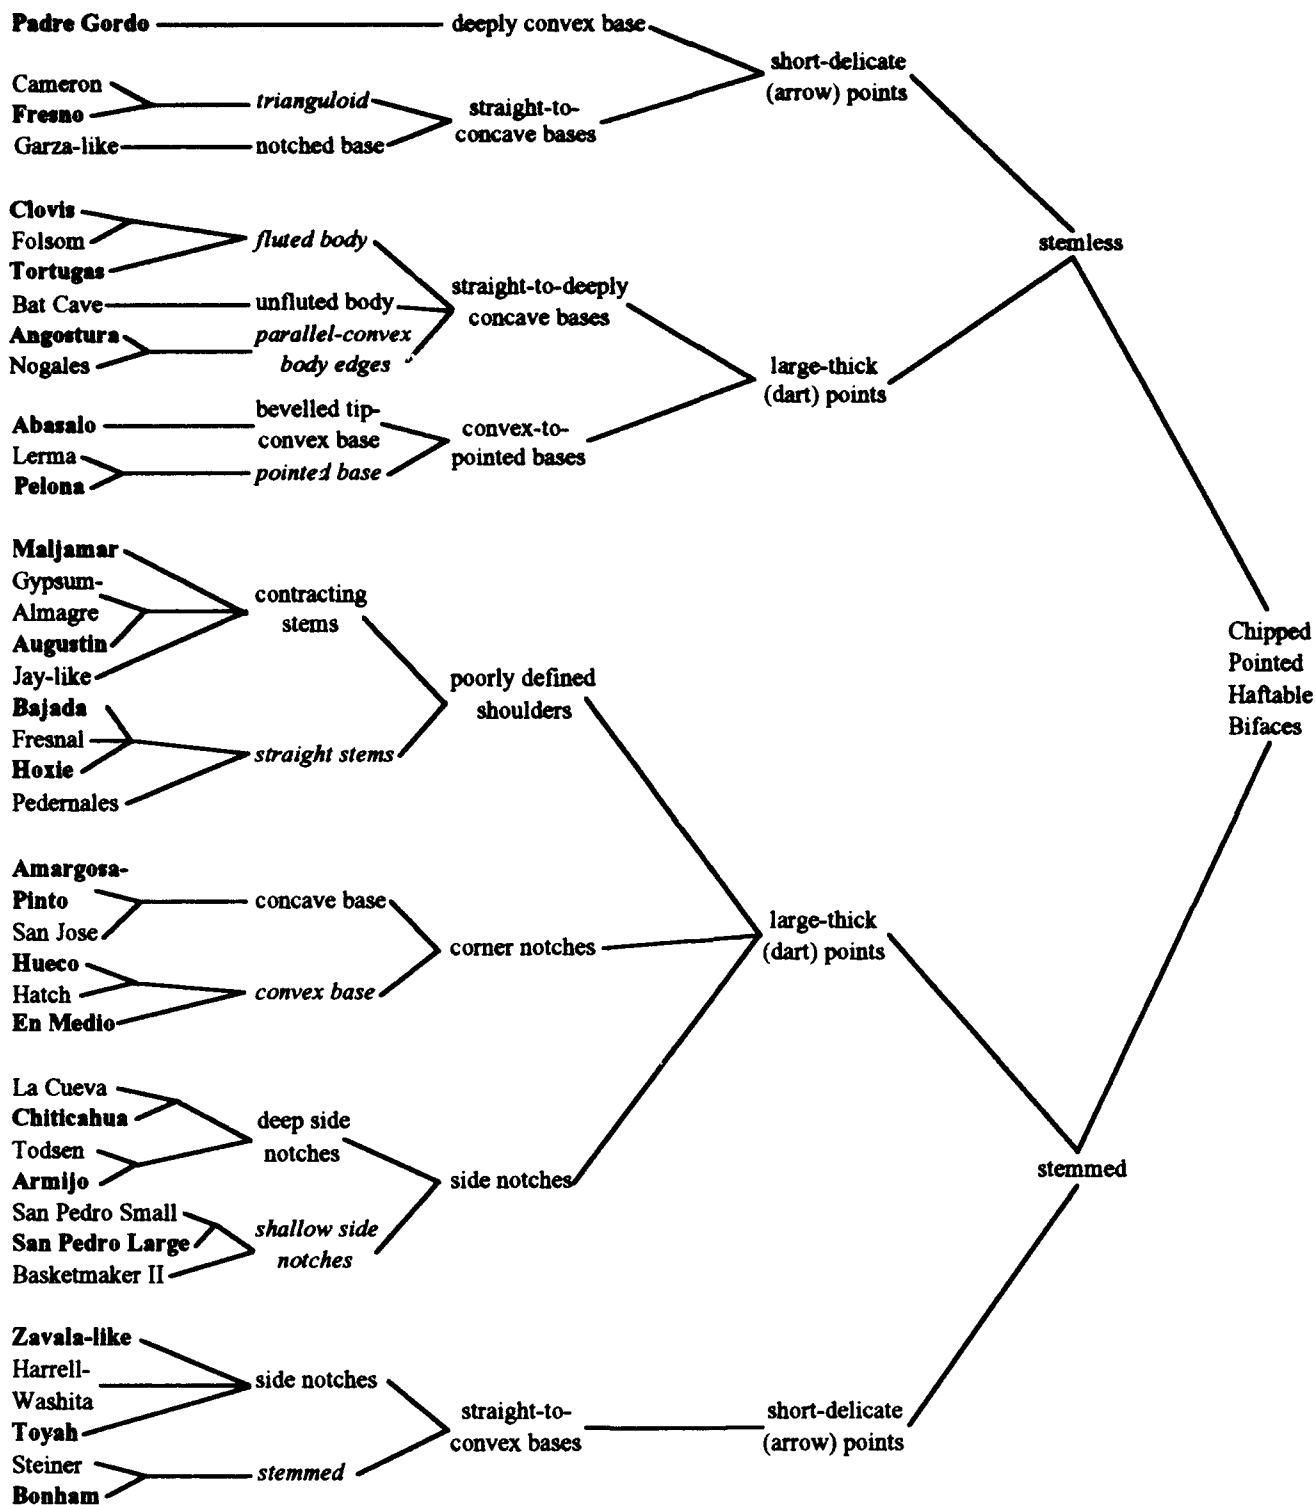 Padre Gordo
deeply convex base
short-delicate
(arrow) points
Cameron
Fresno
trianguloid
straight-to-
concave bases
Garza-like
notched base
Clovis
Folsom
Tortugas
fluted body
stemless
straight-to-deeply
concave bases
Bat Cave
unfluted body
Angostura
Nogales
parallel-convex
body edges
large-thick
(dart) points
Abasalo
bevelled tip-
convex base
convex-to-
pointed bases
Lerma
Pelona
pointed base
Maljamar
Gypsum-
Almagre
Augustin
Jay-like
contracting
stems
Chipped
Pointed
Haftable
Bifaces
poorly defined
shoulders
Bajada
Fresnal
Hoxie
Pedernales
straight stems
Amargosa-
Pinto
San Jose
concave base
corner notches
large-thick
(dart) points
Hueco
Hatch
En Medio
convex base
La Cueva
Chiticahua
Todsen
Armijo
deep side
notches
side notches
stemmed
San Pedro Small
San Pedro Large
Basketmaker II
shallow side
notches
Zavala-like
Harrell-
Washita
Toyah
side notches
straight-to-
convex bases
short-delicate
(arrow) points
Steiner
Bonham
stemmed